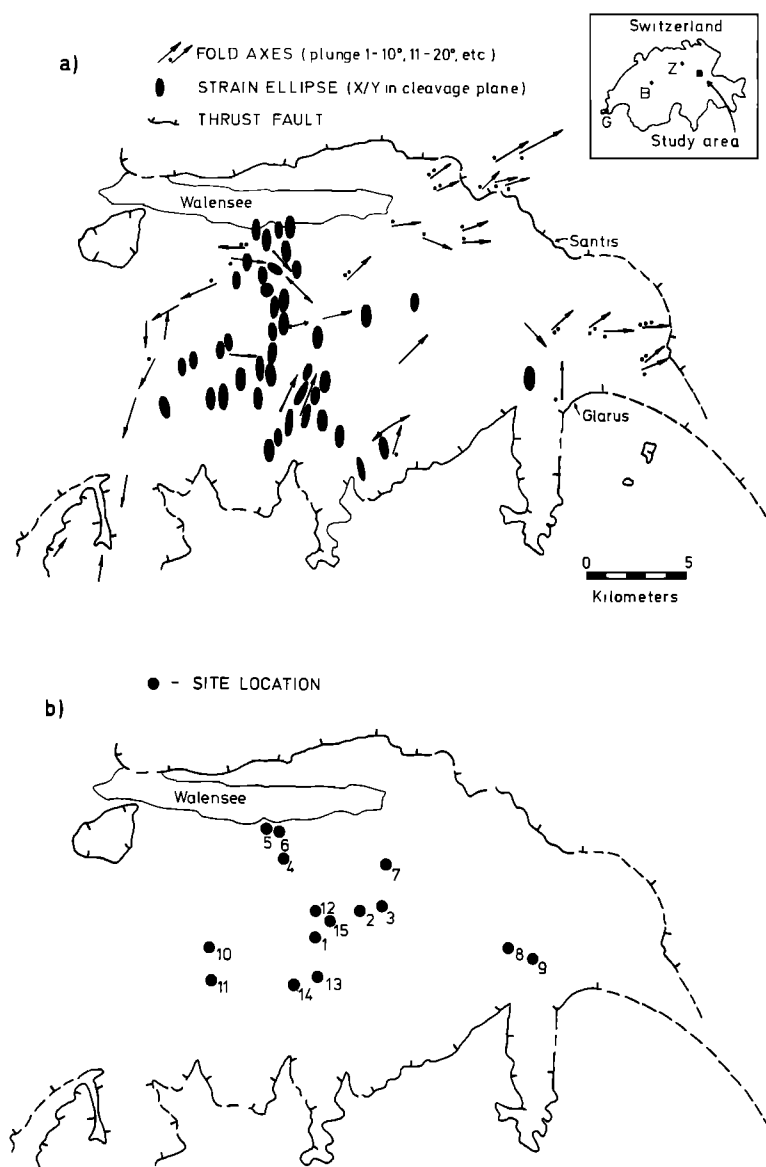 a)
FOLD AXES (plunge 1-10°, 11-20°, etc)
STRAIN ELLIPSE (X/Y in cleavage plane)
THRUST FAULT
Switzerland
Z
B
G
Study area
Walensee
Santis
Glarus
0 5
Kilometers
b)
- SITE LOCATION
Walensee
5
6
4
7
12
2
3
15
1
10
8
9
11
14
13